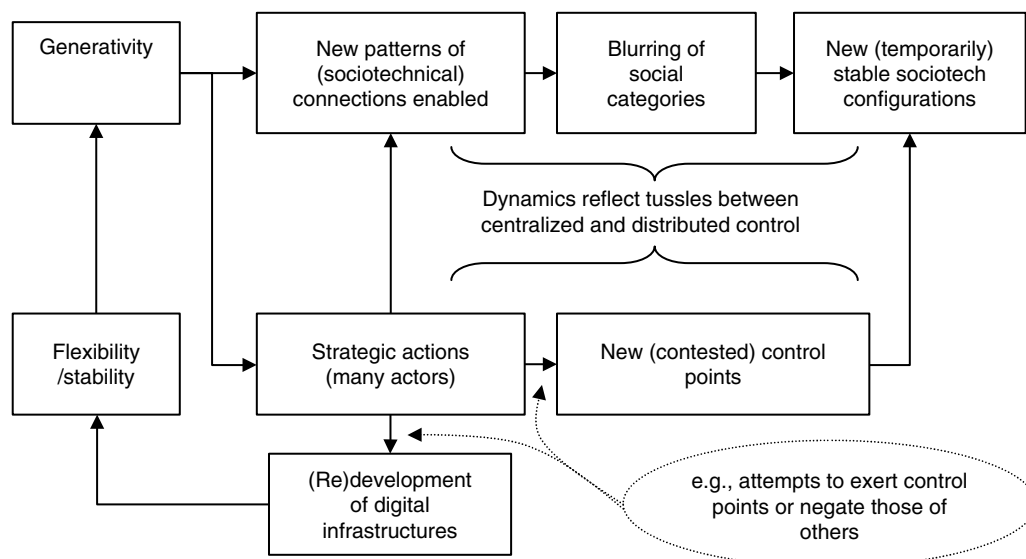 Generativity
New patterns of
(sociotechnical)
connections enabled
Blurring of
social
categories
New (temporarily)
stable sociotech
configurations
Dynamics reflect tussles between
centralized and distributed control
Flexibility
/stability
Strategic actions
(many actors)
New (contested) control
points
(Re)development
of digital
infrastructures
e.g., attempts to exert control
points or negate those of
others